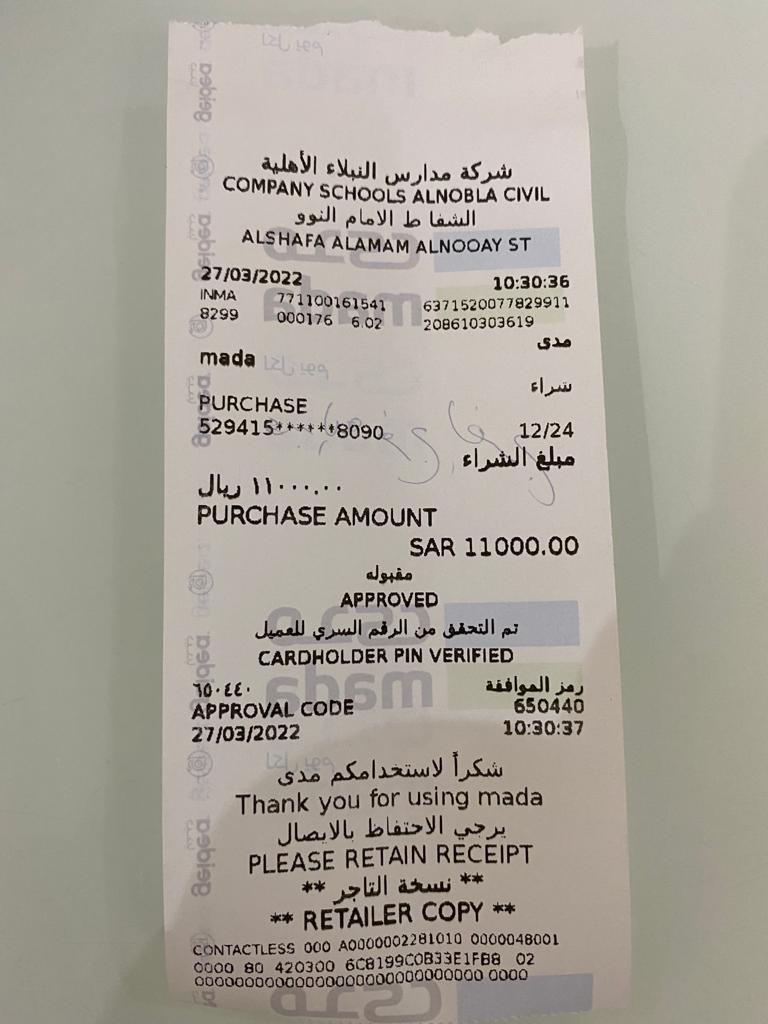 شركة مدارس النبلاء الأهلية
COMPANY SCHOOLS ALNOBLA CIVIL
الشفا ط الامام النوو
ALSHAFA ALAMAM ALNOOAY ST
27/03/2022 10:30:36
INMA 771100161541 6371520077829911
8299 000176 6.02 208610303619
مدى
mada
شراء
PURCHASE
529415******8090 12/24
مبلغ الشراء
١١٠٠٠.٠٠ ريال
PURCHASE AMOUNT
SAR 11000.00
مقبوله
APPROVED
تم التحقق من الرقم السري للعميل
CARDHOLDER PIN VERIFIED
رمز الموافقة ٦٥٠٤٤٠
APPROVAL CODE 650440
27/03/2022 10:30:37
شكراً لاستخدامكم مدى
Thank you for using mada
يرجي الاحتفاظ بالايصال
PLEASE RETAIN RECEIPT
** نسخة التاجر **
** RETAILER COPY **
CONTACTLESS 000 A0000002281010 0000048001
0000 80 420300 6C8199C0B33E1FB8 02
geidea
mada